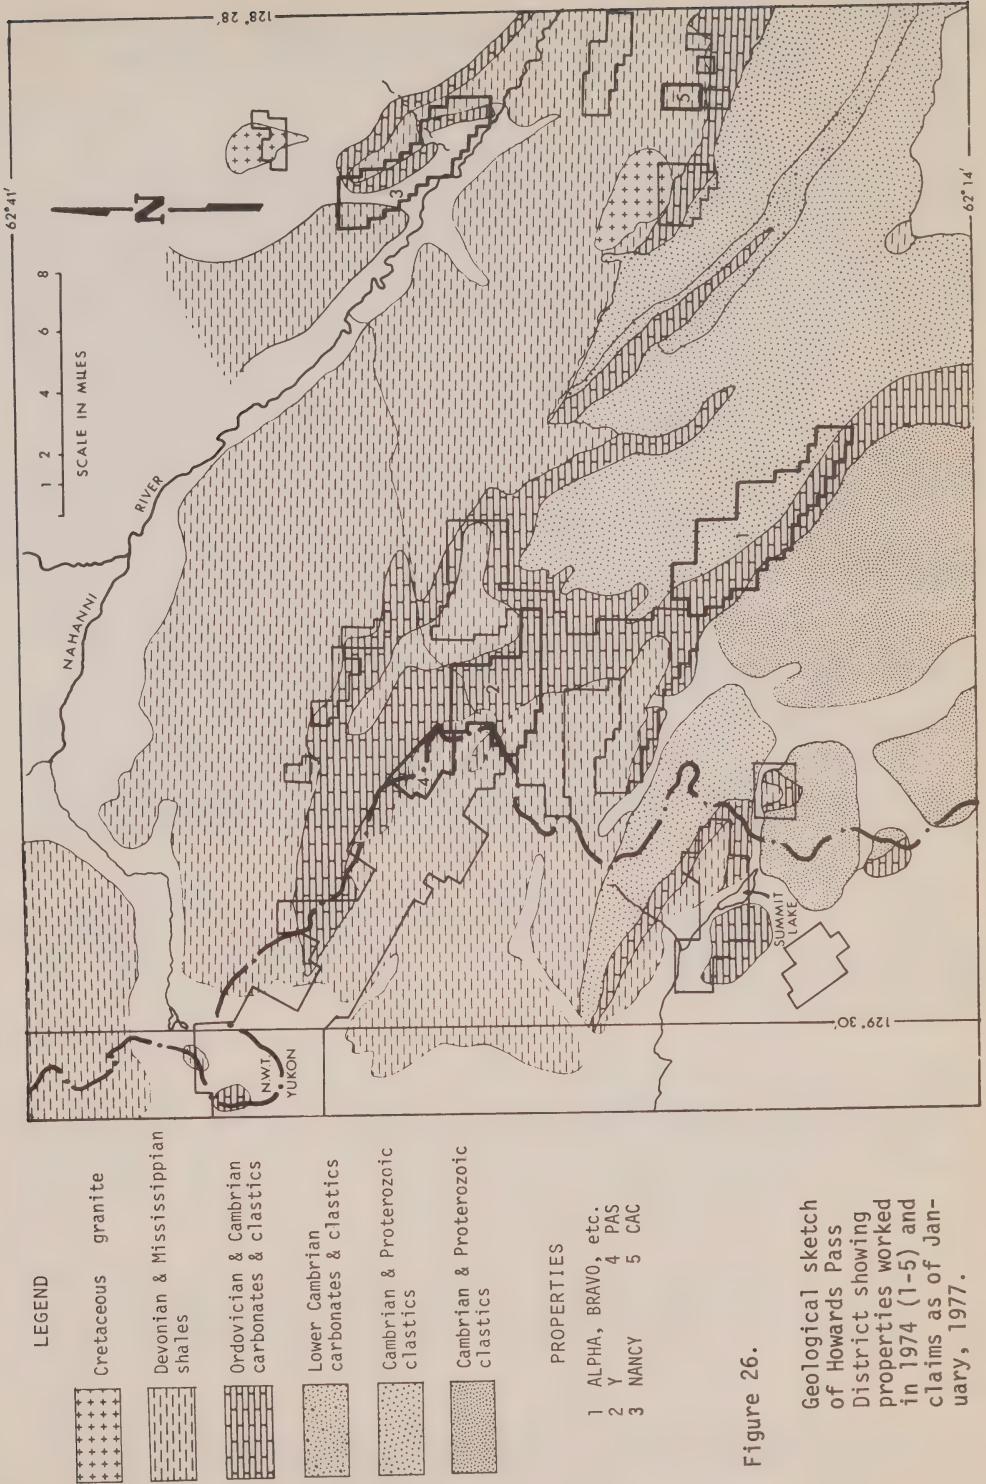 LEGEND
Cretaceous granite
Devonian & Mississippian
shales
Ordovician & Cambrian
carbonates & clastics
Lower Cambrian
carbonates & clastics
Cambrian & Proterozoic
clastics
Cambrian & Proterozoic
clastics
PROPERTIES
1 ALPHA, BRAVO, etc.
2 Y 4 PAS
3 NANCY 5 CAC
Figure 26.
Geological sketch
of Howards Pass
District showing
properties worked
in 1974 (1-5) and
claims as of Jan-
uary, 1977.
62°41′
128°28′
N
1 2 4 6 8
SCALE IN MILES
NAHANNI
RIVER
3
5
4
2
1
N.W.T.
YUKON
SUMMIT
LAKE
129°30′
62°14′